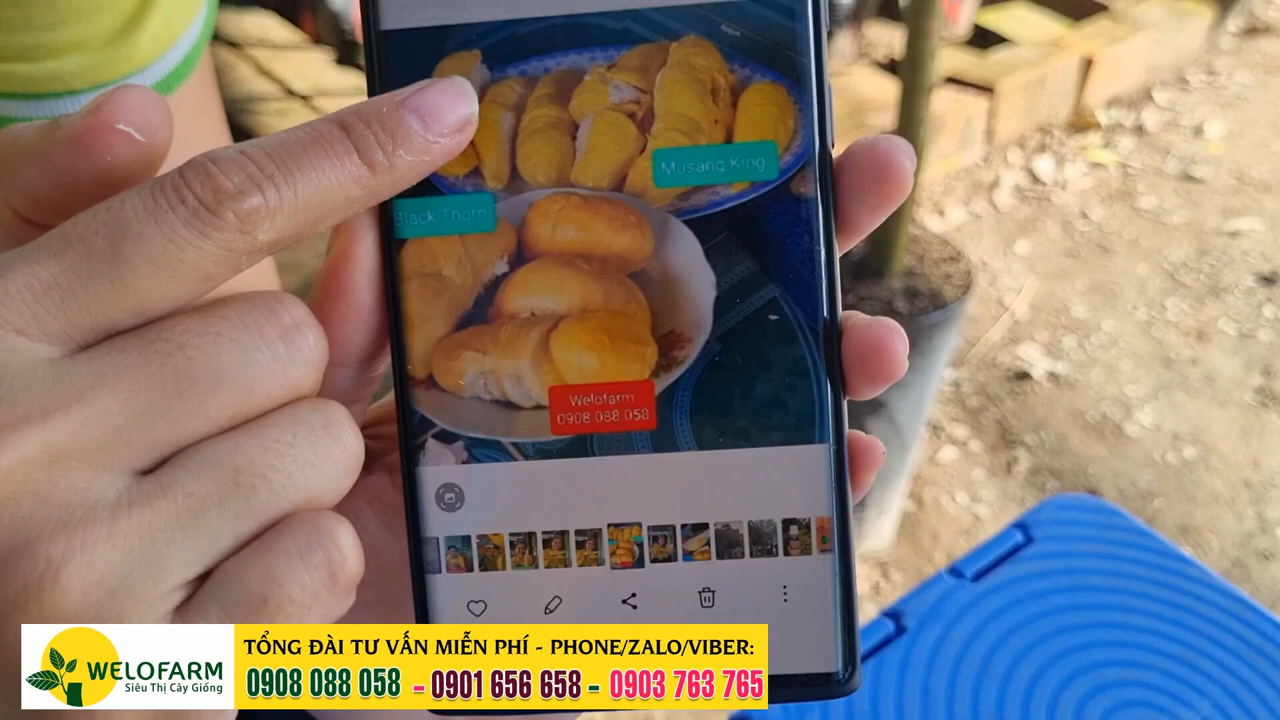 Musang King
Black Thorn
Welofarm
0908.088.058
WELOFARM
Siêu Thị Cây Giống
TỔNG ĐÀI TƯ VẤN MIỄN PHÍ - PHONE/ZALO/VIBER:
0908 088 058 - 0901 656 658 - 0903 763 765